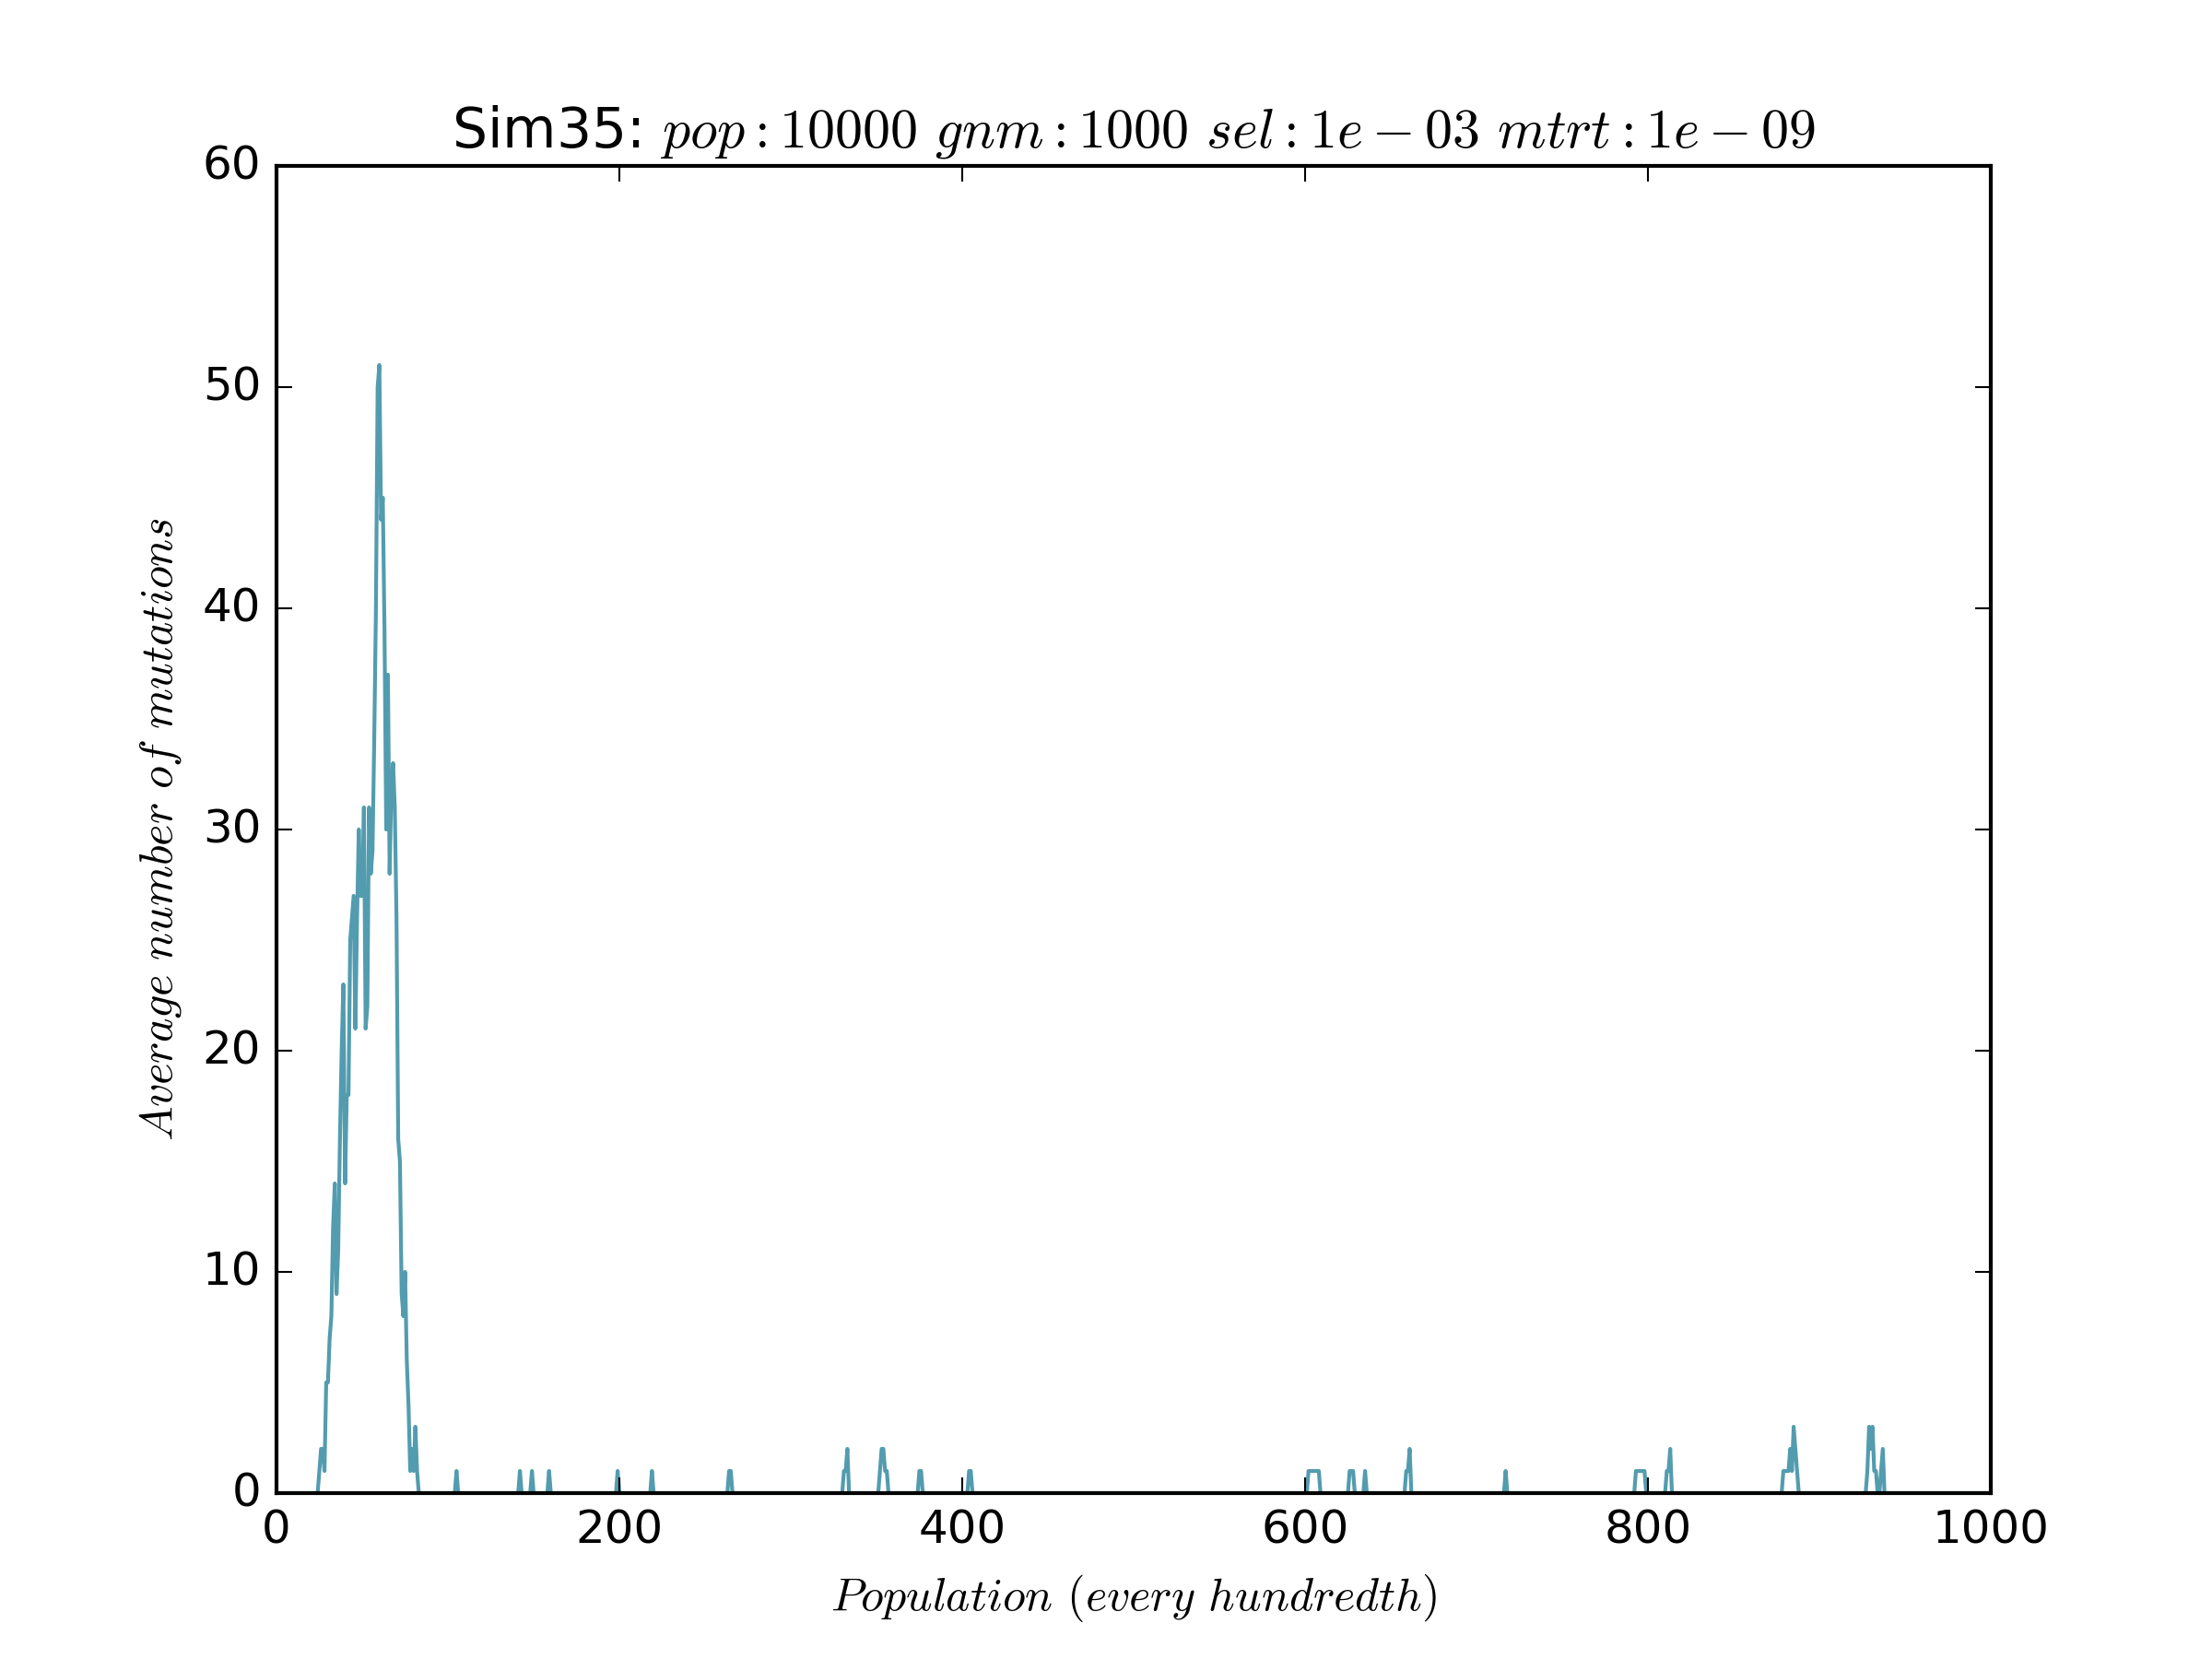 Sim35: pop : 10000 gnm : 1000 sel : 1e − 03 mtrt : 1e − 09
60
50
40
30
20
10
0
Average number of mutations
0 200 400 600 800 1000
Population (every hundredth)